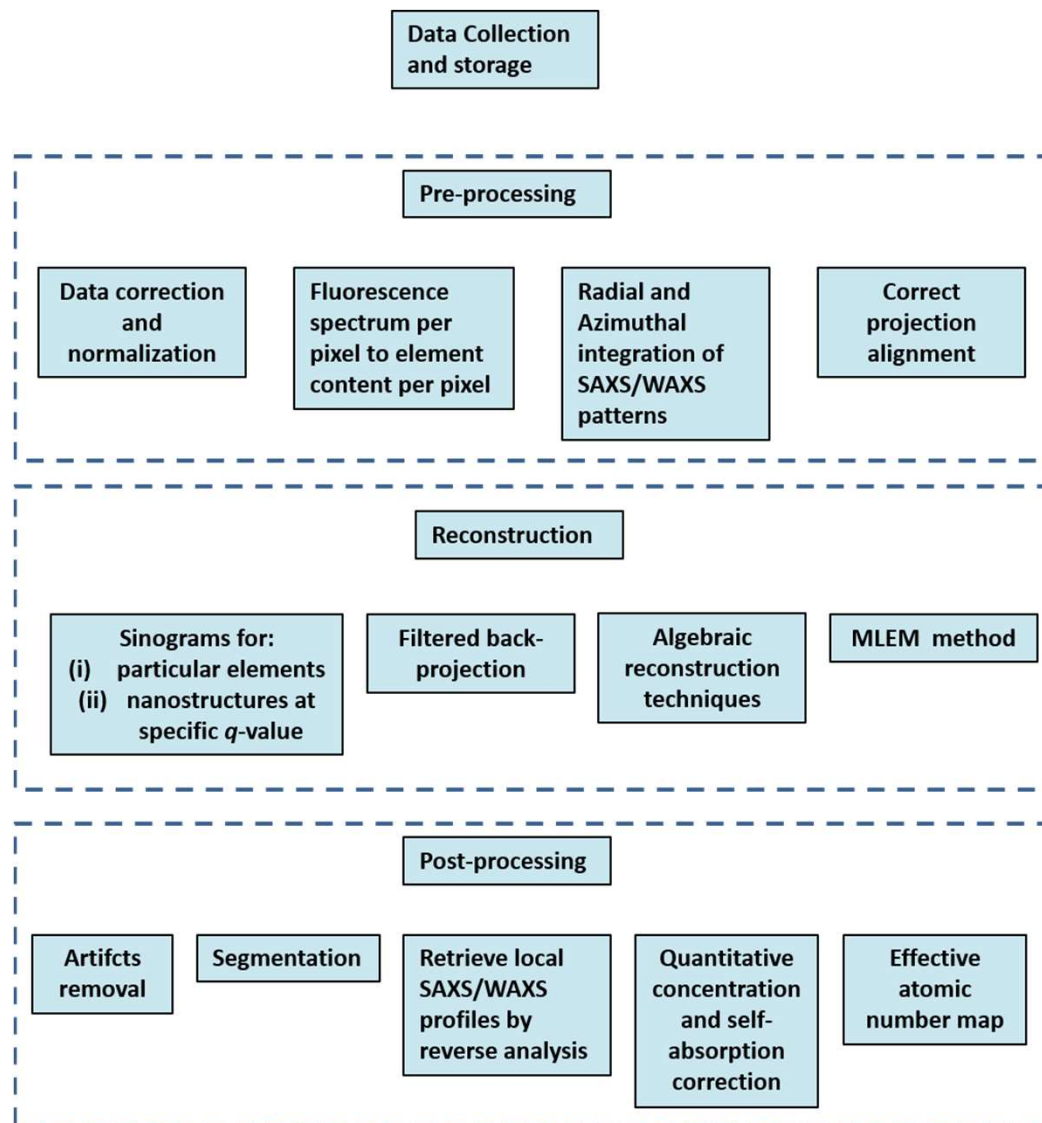 Data Collection
and storage
Pre-processing
Data correction
and
normalization
Fluorescence
spectrum per
pixel to element
content per pixel
Radial and
Azimuthal
integration of
SAXS/WAXS
patterns
Correct
projection
alignment
Reconstruction
Sinograms for:
(i) particular elements
(ii) nanostructures at
specific q-value
Filtered back-
projection
Algebraic
reconstruction
techniques
MLEM method
Post-processing
Artifcts
removal
Segmentation
Retrieve local
SAXS/WAXS
profiles by
reverse analysis
Quantitative
concentration
and self-
absorption
correction
Effective
atomic
number map